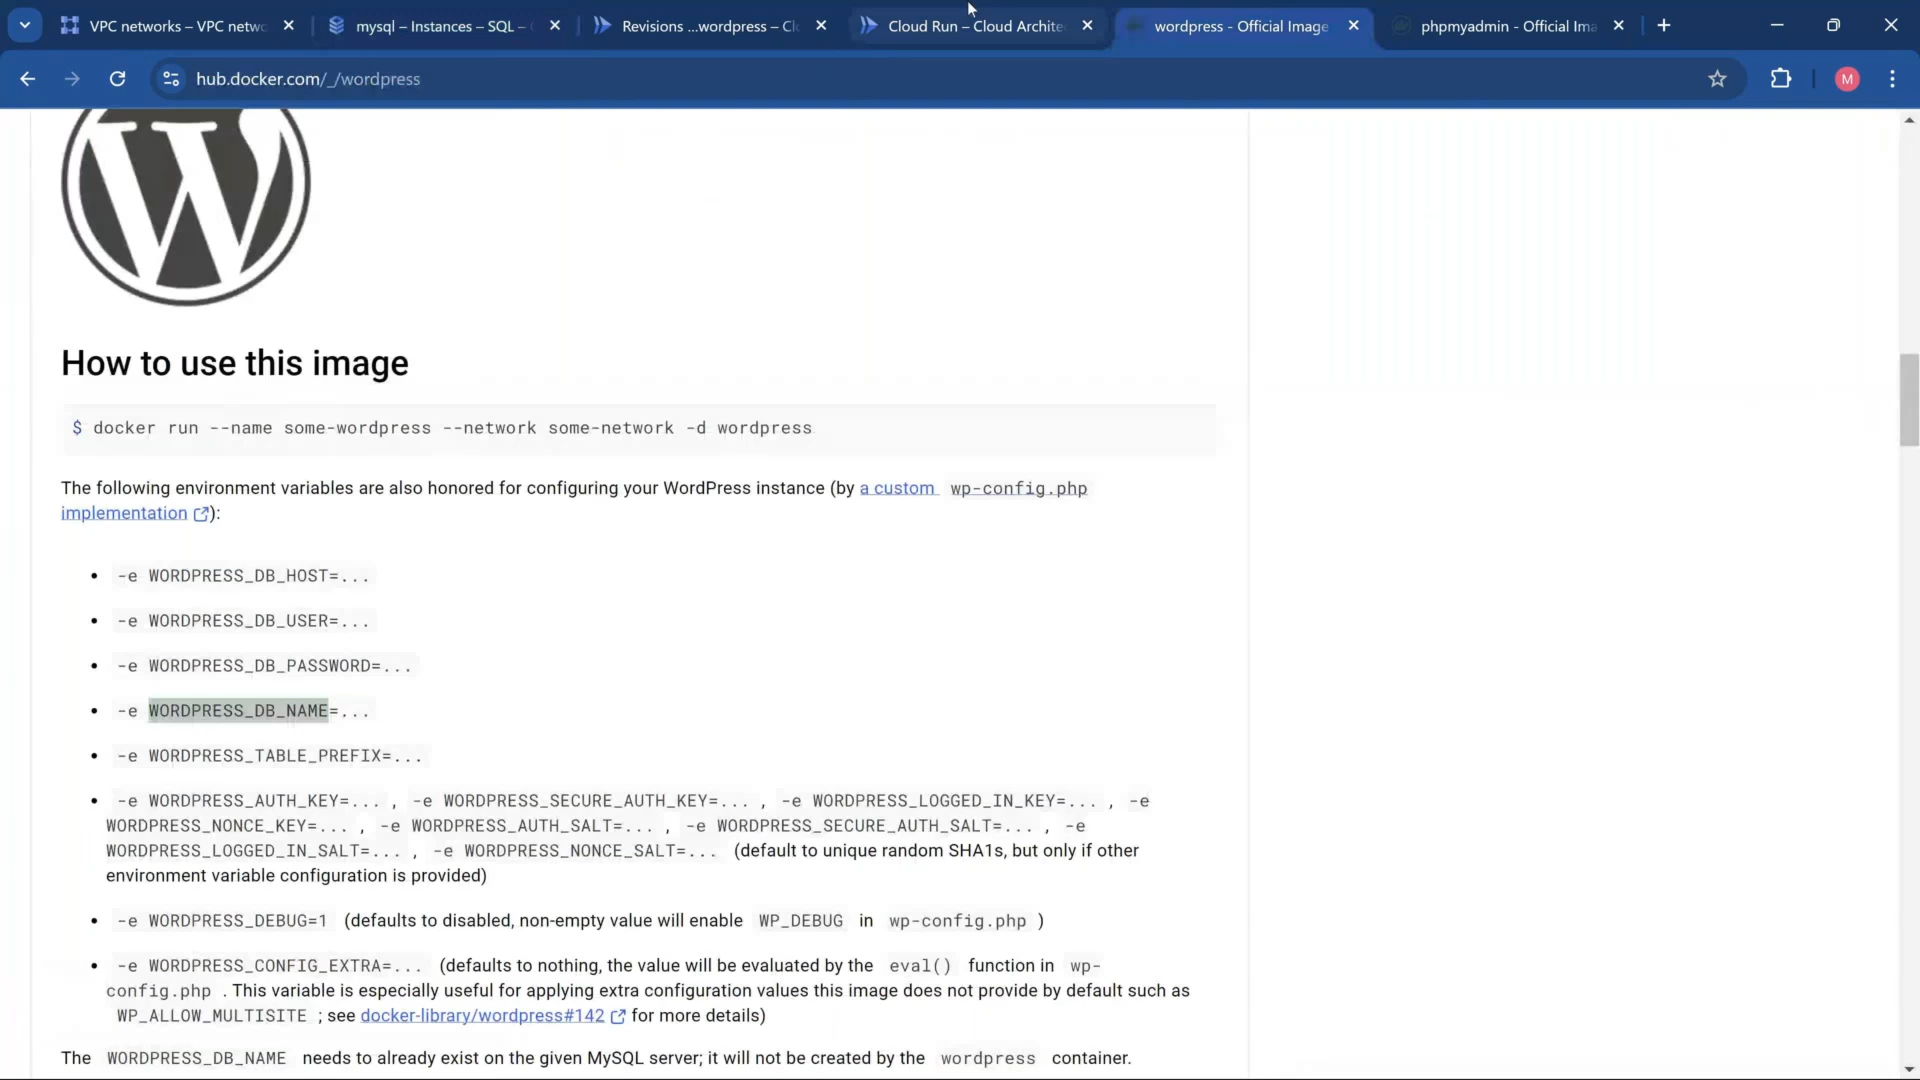 VPC networks – VPC netwo
mysql – Instances – SQL –
Revisions ...wordpress – Cl
Cloud Run – Cloud Archite
wordpress - Official Image
phpmyadmin - Official Ima
hub.docker.com/_/wordpress
M
How to use this image
$ docker run --name some-wordpress --network some-network -d wordpress
The following environment variables are also honored for configuring your WordPress instance (by a custom wp-config.php
implementation):
-e WORDPRESS_DB_HOST=...
-e WORDPRESS_DB_USER=...
-e WORDPRESS_DB_PASSWORD=...
-e WORDPRESS_DB_NAME=...
-e WORDPRESS_TABLE_PREFIX=...
-e WORDPRESS_AUTH_KEY=... , -e WORDPRESS_SECURE_AUTH_KEY=... , -e WORDPRESS_LOGGED_IN_KEY=... , -e
WORDPRESS_NONCE_KEY=... , -e WORDPRESS_AUTH_SALT=... , -e WORDPRESS_SECURE_AUTH_SALT=... , -e
WORDPRESS_LOGGED_IN_SALT=... , -e WORDPRESS_NONCE_SALT=... (default to unique random SHA1s, but only if other
environment variable configuration is provided)
-e WORDPRESS_DEBUG=1 (defaults to disabled, non-empty value will enable WP_DEBUG in wp-config.php )
-e WORDPRESS_CONFIG_EXTRA=... (defaults to nothing, the value will be evaluated by the eval() function in wp-
config.php . This variable is especially useful for applying extra configuration values this image does not provide by default such as
WP_ALLOW_MULTISITE ; see docker-library/wordpress#142 for more details)
The WORDPRESS_DB_NAME needs to already exist on the given MySQL server; it will not be created by the wordpress container.